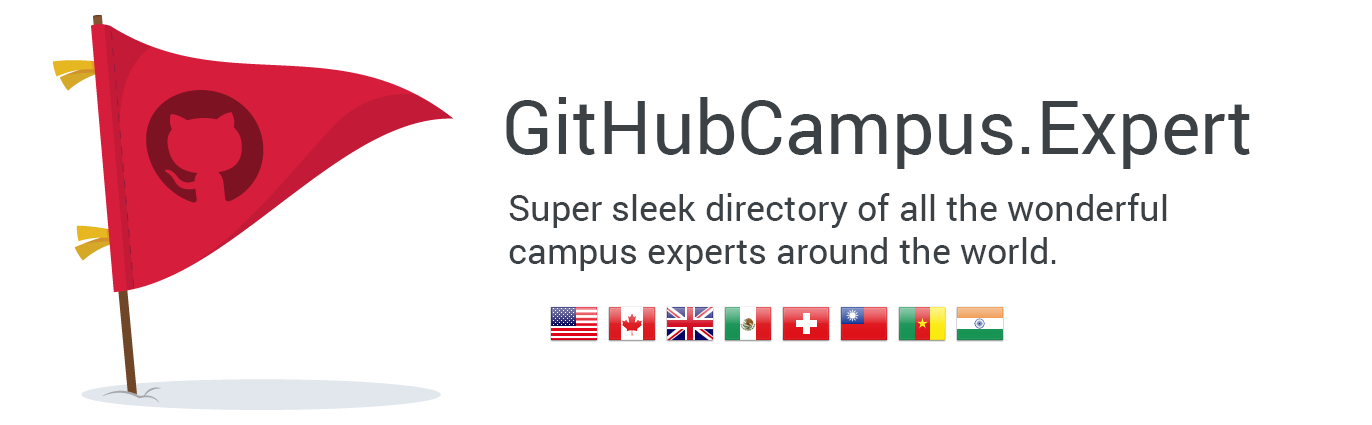 GitHubCampus.Expert
Super sleek directory of all the wonderful
campus experts around the world.